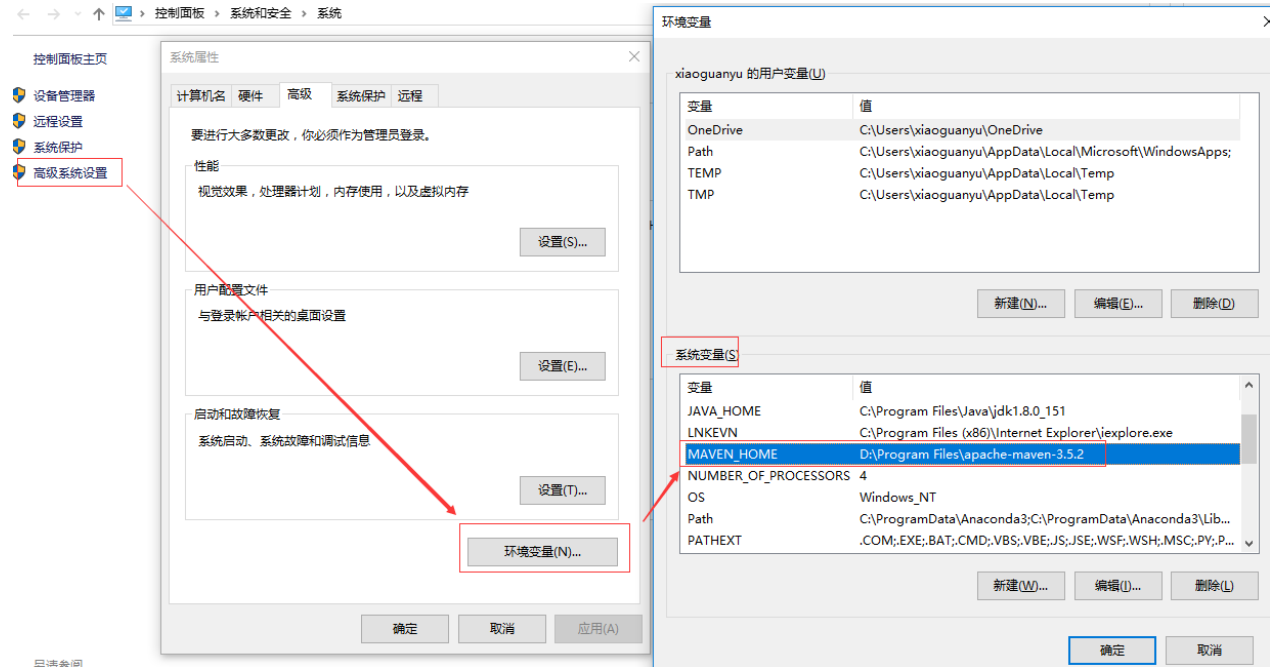 控制面板 › 系统和安全 › 系统
控制面板主页
设备管理器
远程设置
系统保护
高级系统设置
系统属性
计算机名 硬件 高级 系统保护 远程
要进行大多数更改，你必须作为管理员登录。
性能
视觉效果，处理器计划，内存使用，以及虚拟内存
设置(S)...
用户配置文件
与登录帐户相关的桌面设置
设置(E)...
启动和故障恢复
系统启动、系统故障和调试信息
设置(T)...
环境变量(N)...
确定 取消 应用(A)
环境变量
xiaoguanyu 的用户变量(U)
变量 值
OneDrive C:\Users\xiaoguanyu\OneDrive
Path C:\Users\xiaoguanyu\AppData\Local\Microsoft\WindowsApps;
TEMP C:\Users\xiaoguanyu\AppData\Local\Temp
TMP C:\Users\xiaoguanyu\AppData\Local\Temp
新建(N)... 编辑(E)... 删除(D)
系统变量(S)
变量 值
JAVA_HOME C:\Program Files\Java\jdk1.8.0_151
LNKEVN C:\Program Files (x86)\Internet Explorer\iexplore.exe
MAVEN_HOME D:\Program Files\apache-maven-3.5.2
NUMBER_OF_PROCESSORS 4
OS Windows_NT
Path C:\ProgramData\Anaconda3;C:\ProgramData\Anaconda3\Lib...
PATHEXT .COM;.EXE;.BAT;.CMD;.VBS;.VBE;.JS;.JSE;.WSF;.WSH;.MSC;.PY;.P...
新建(W)... 编辑(I)... 删除(L)
确定 取消